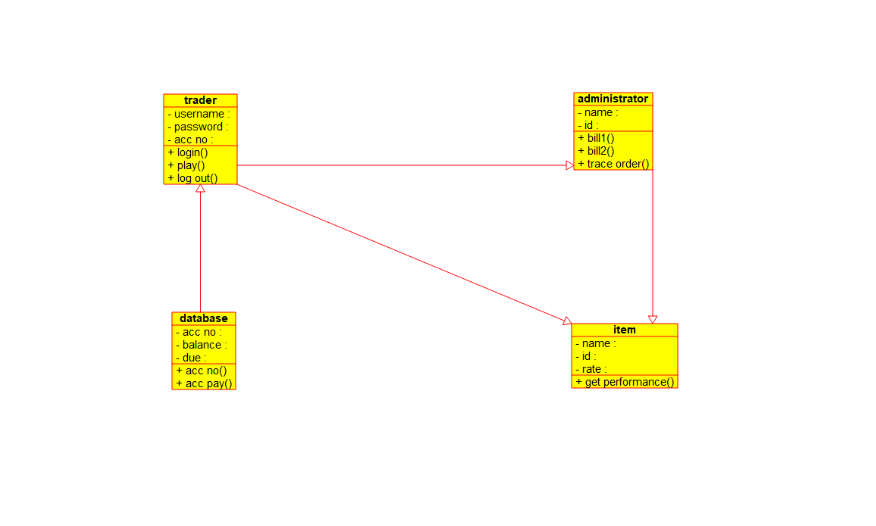 trader
- username :
- password :
- acc no :
+ login()
+ play()
+ log out()
administrator
- name :
- id :
+ bill1()
+ bill2()
+ trace order()
database
- acc no :
- balance :
- due :
+ acc no()
+ acc pay()
item
- name :
- id :
- rate :
+ get performance()